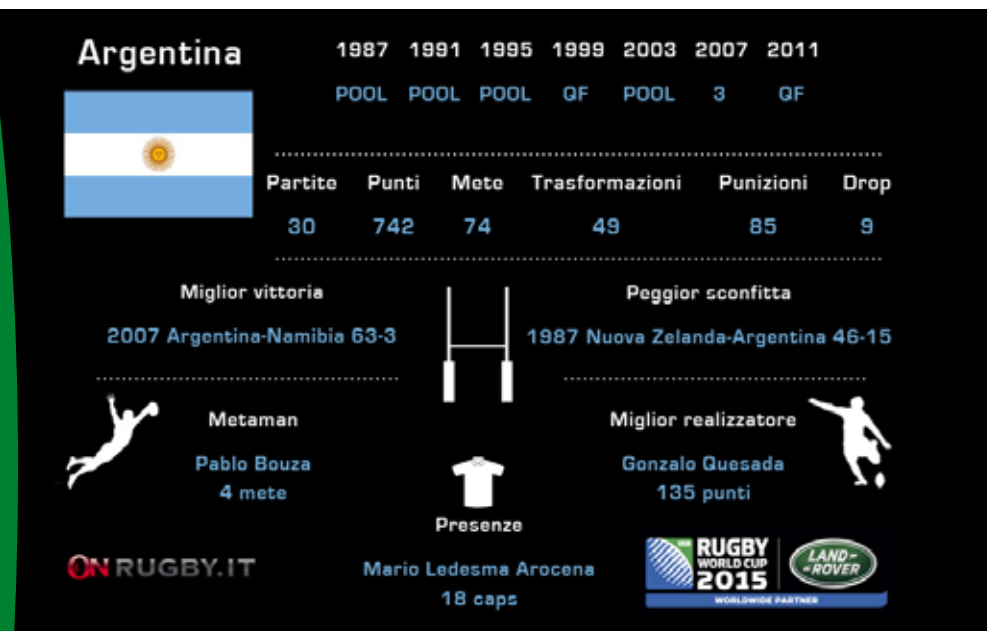 Argentina
1987 1991 1995 1999 2003 2007 2011
POOL POOL POOL QF POOL 3 QF
Partite Punti Mete Trasformazioni Punizioni Drop
30 742 74 49 85 9
Miglior vittoria
2007 Argentina-Namibia 63-3
Peggior sconfitta
1987 Nuova Zelanda-Argentina 46-15
Metaman
Pablo Bouza
4 mete
Miglior realizzatore
Gonzalo Quesada
135 punti
Presenze
Mario Ledesma Arocena
18 caps
ONRUGBY.IT
RUGBY
WORLD CUP
2015
LAND-
-ROVER
WORLDWIDE PARTNER